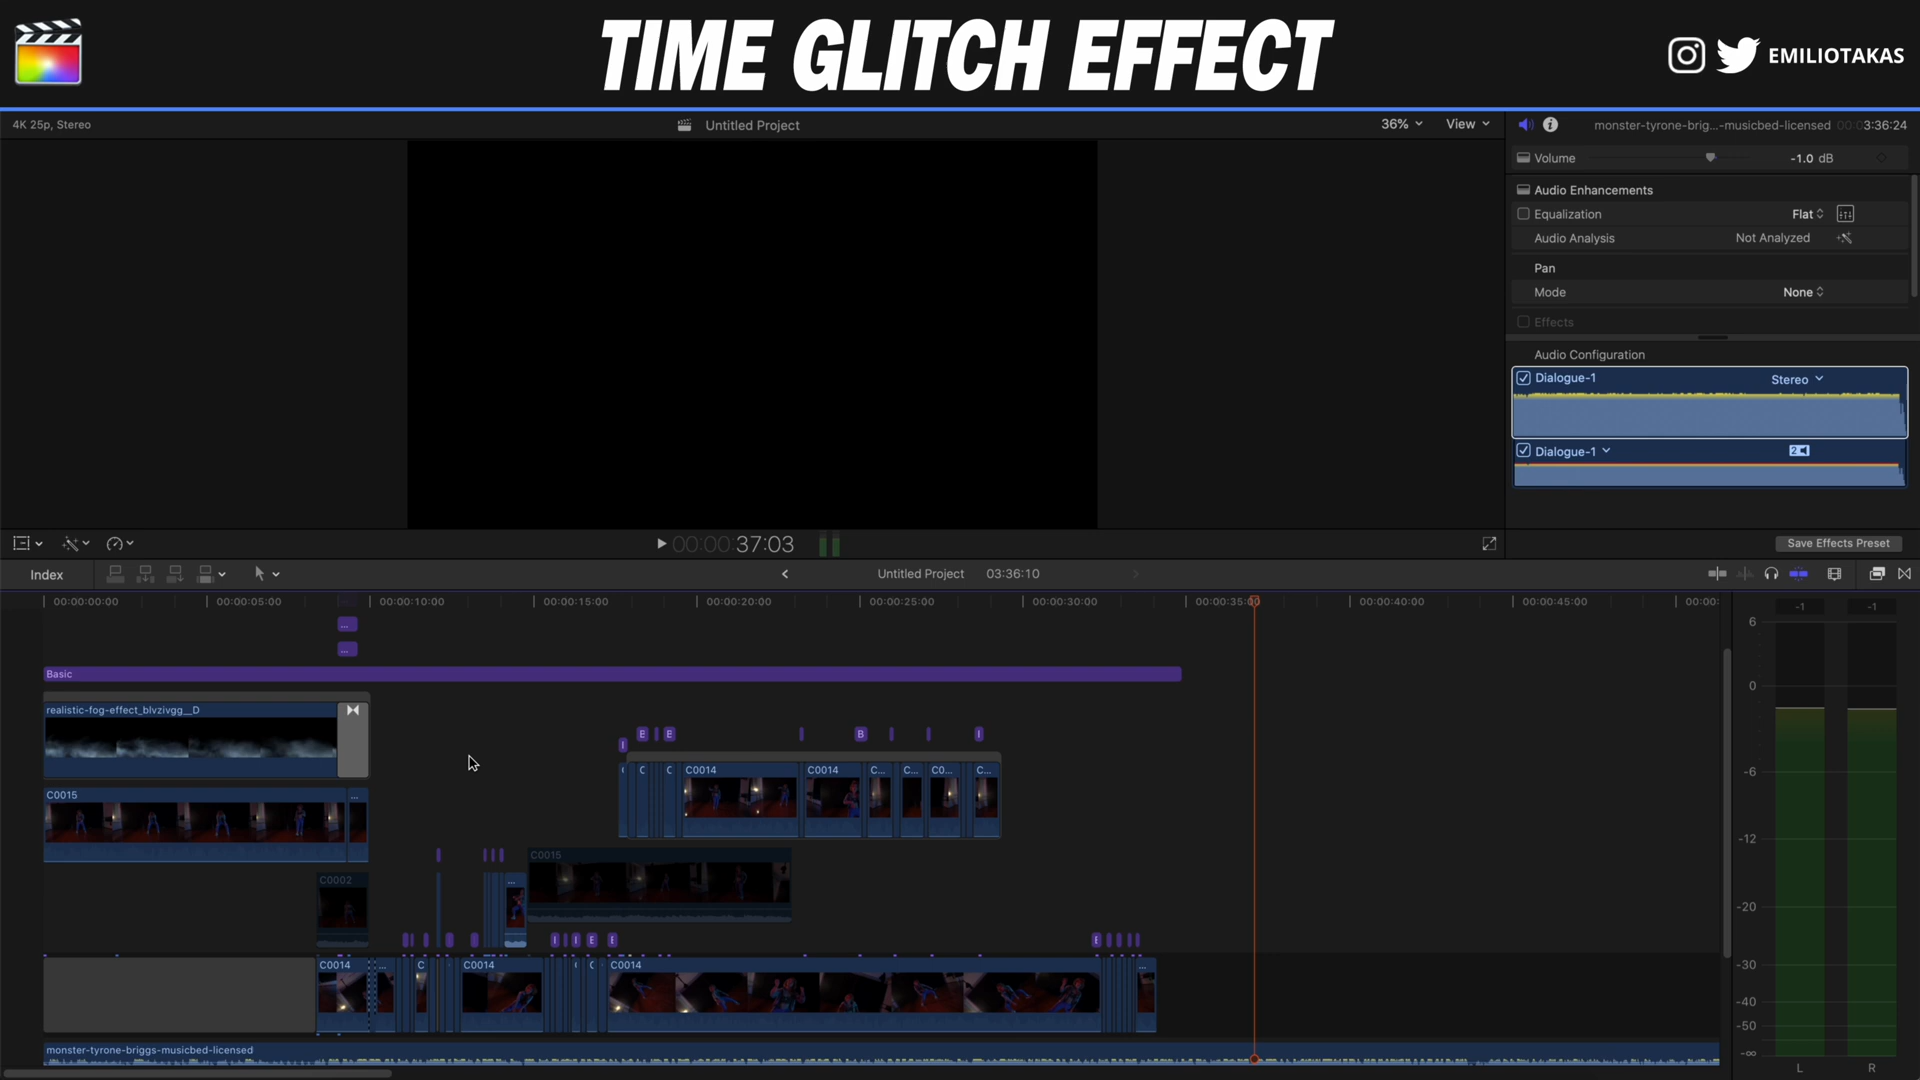 TIME GLITCH EFFECT
EMILIOTAKAS
4K 25p, Stereo
Untitled Project
36%
View
monster-tyrone-brig...-musicbed-licensed
00:03:36:24
Volume
-1.0 dB
Audio Enhancements
Equalization
Flat
Audio Analysis
Not Analyzed
Pan
Mode
None
Effects
Audio Configuration
Dialogue-1
Stereo
Dialogue-1
2
00:00:37:03
Save Effects Preset
Index
Untitled Project
03:36:10
00:00:00:00
00:00:05:00
00:00:10:00
00:00:15:00
00:00:20:00
00:00:25:00
00:00:30:00
00:00:35:00
00:00:40:00
00:00:45:00
00:00:
-1
-1
6
0
-6
-12
-20
-30
-40
-50
-∞
L
R
...
...
Basic
realistic-fog-effect_blvzivgg__D
B
C0014
C0014
C...
C...
C0...
C...
C0015
...
C0015
C0002
...
C0014
...
C
C0014
C
C0014
...
monster-tyrone-briggs-musicbed-licensed